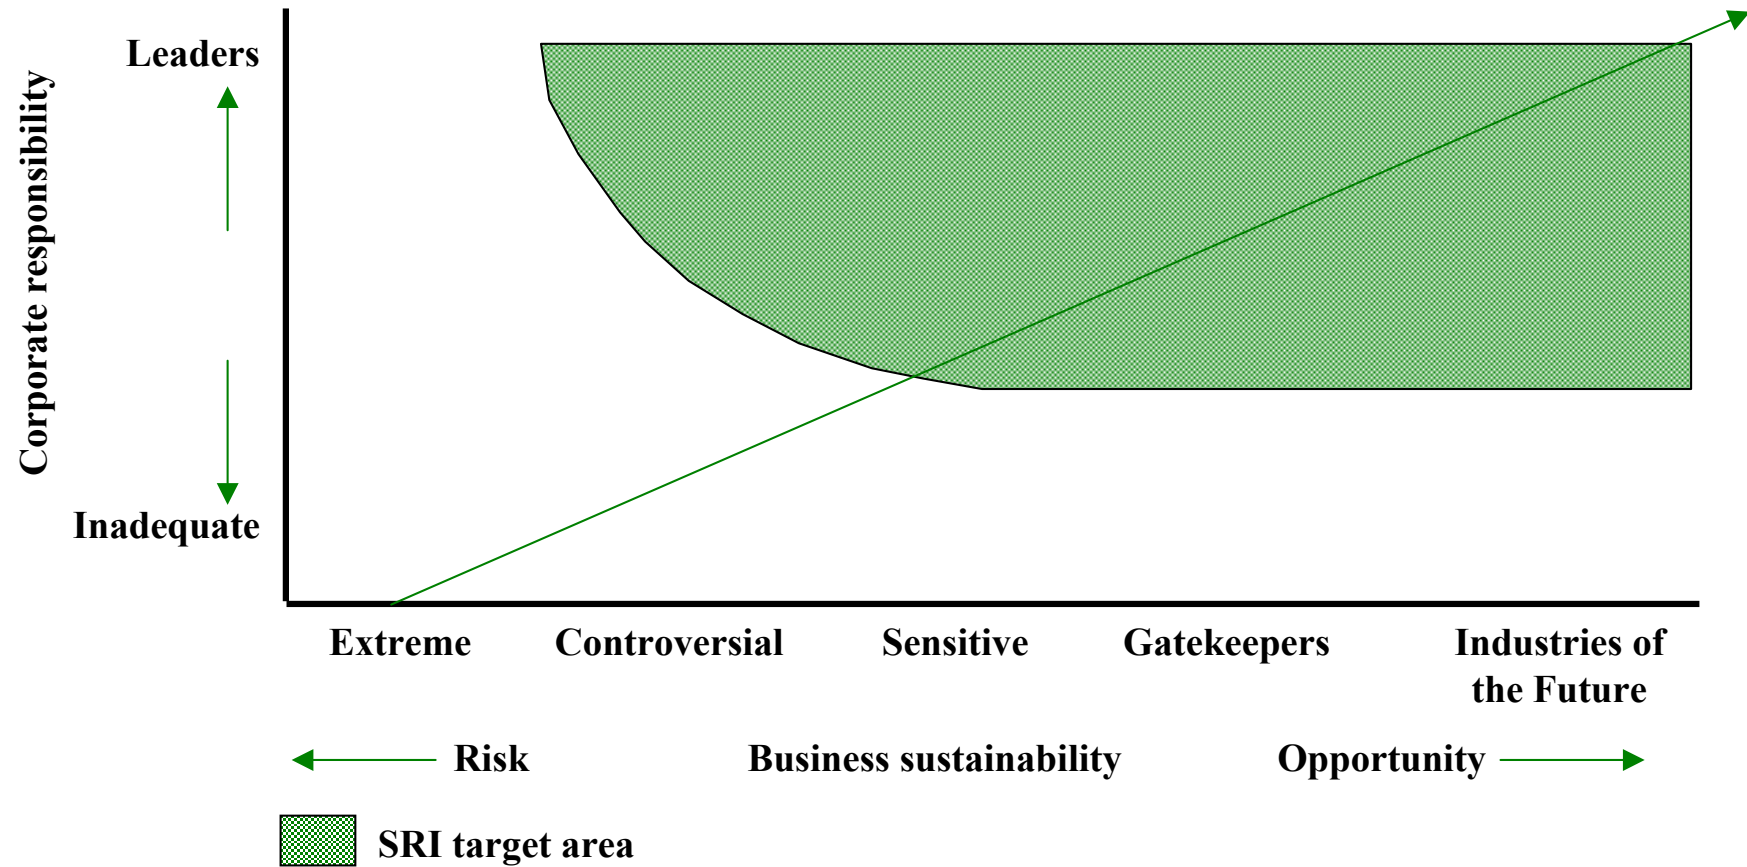 Leaders
Corporate responsibility
Inadequate
Extreme
Controversial
Sensitive
Gatekeepers
Industries of
the Future
Risk
Business sustainability
Opportunity
SRI target area